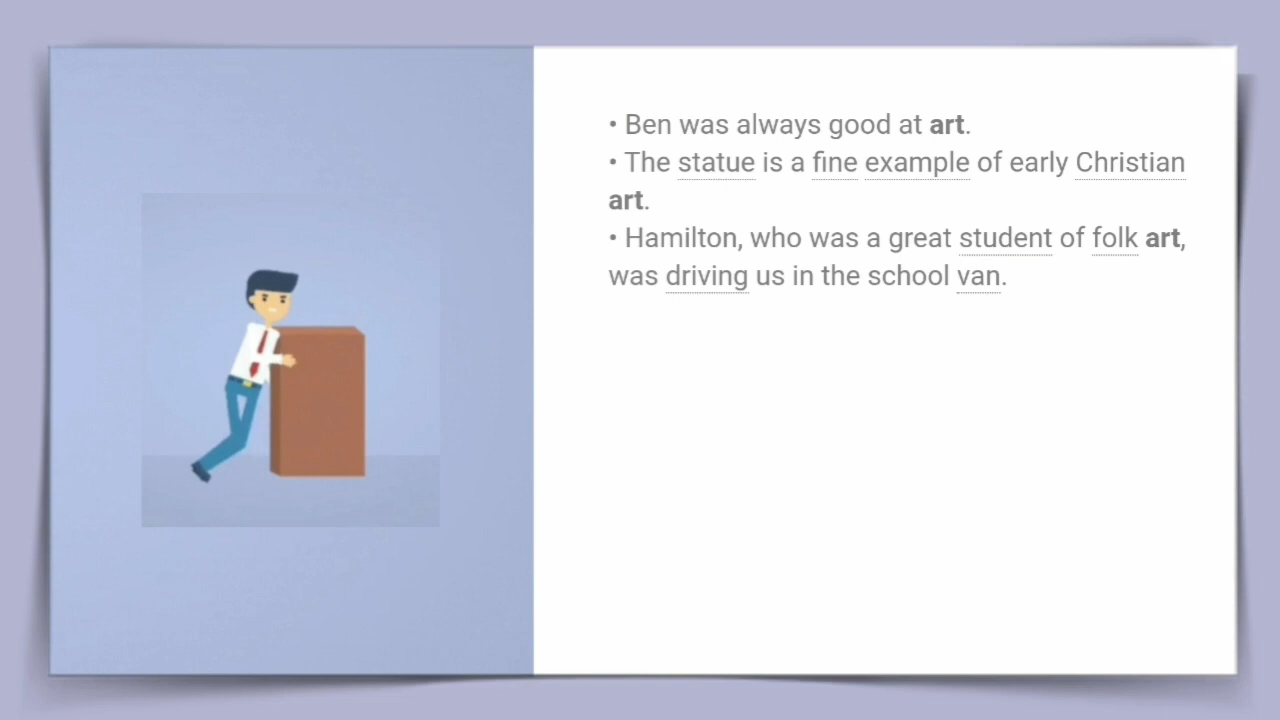 • Ben was always good at art.
• The statue is a fine example of early Christian
art.
• Hamilton, who was a great student of folk art,
was driving us in the school van.